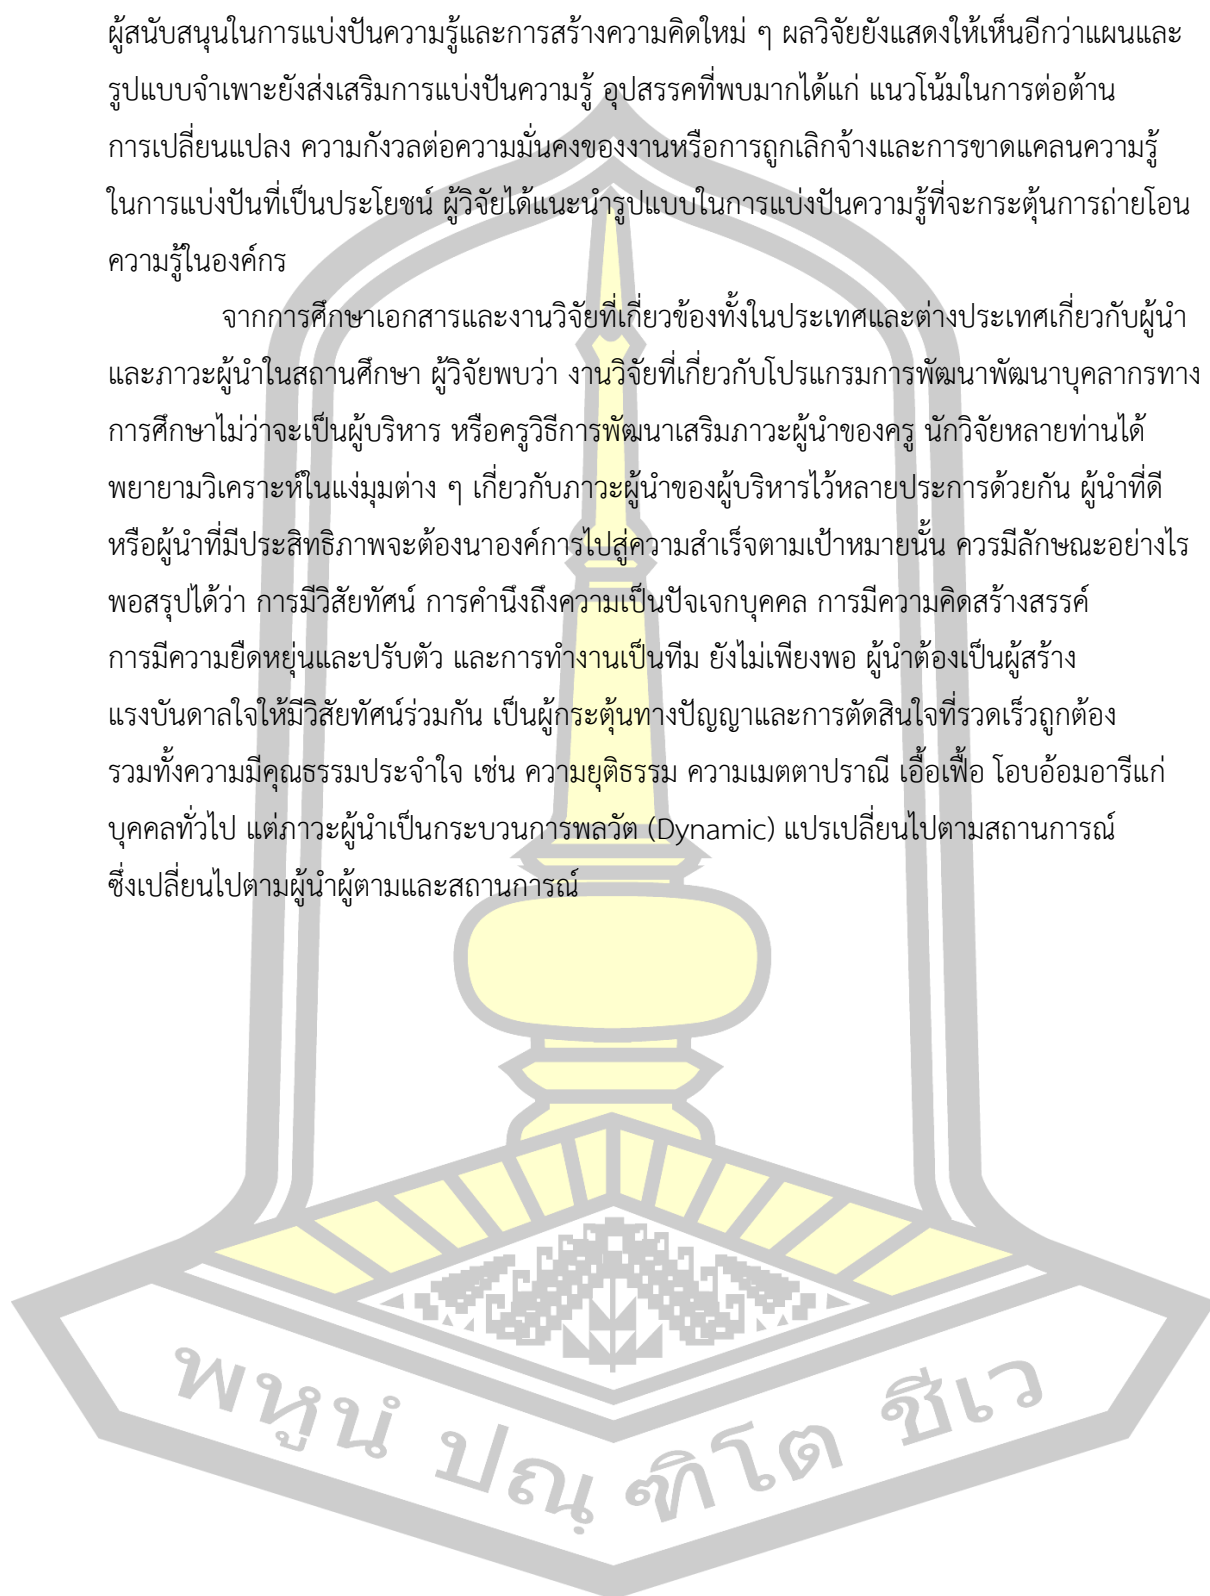 ผู้สนับสนุนในการแบ่งปันความรู้และการสร้างความคิดใหม่ ๆ ผลวิจัยยังแสดงให้เห็นอีกว่าแผนและ
รูปแบบจำเพาะยังส่งเสริมการแบ่งปันความรู้ อุปสรรคที่พบมากได้แก่ แนวโน้มในการต่อต้าน
การเปลี่ยนแปลง ความกังวลต่อความมั่นคงของงานหรือการถูกเลิกจ้างและการขาดแคลนความรู้
ในการแบ่งปันที่เป็นประโยชน์ ผู้วิจัยได้แนะนำรูปแบบในการแบ่งปันความรู้ที่จะกระตุ้นการถ่ายโอน
ความรู้ในองค์กร
จากการศึกษาเอกสารและงานวิจัยที่เกี่ยวข้องทั้งในประเทศและต่างประเทศเกี่ยวกับผู้นำ
และภาวะผู้นำในสถานศึกษา ผู้วิจัยพบว่า งานวิจัยที่เกี่ยวกับโปรแกรมการพัฒนาพัฒนาบุคลากรทาง
การศึกษาไม่ว่าจะเป็นผู้บริหาร หรือครูวิธีการพัฒนาเสริมภาวะผู้นำของครู นักวิจัยหลายท่านได้
พยายามวิเคราะห์ในแง่มุมต่าง ๆ เกี่ยวกับภาวะผู้นำของผู้บริหารไว้หลายประการด้วยกัน ผู้นำที่ดี
หรือผู้นำที่มีประสิทธิภาพจะต้องนาองค์การไปสู่ความสำเร็จตามเป้าหมายนั้น ควรมีลักษณะอย่างไร
พอสรุปได้ว่า การมีวิสัยทัศน์ การคำนึงถึงความเป็นปัจเจกบุคคล การมีความคิดสร้างสรรค์
การมีความยืดหยุ่นและปรับตัว และการทำงานเป็นทีม ยังไม่เพียงพอ ผู้นำต้องเป็นผู้สร้าง
แรงบันดาลใจให้มีวิสัยทัศน์ร่วมกัน เป็นผู้กระตุ้นทางปัญญาและการตัดสินใจที่รวดเร็วถูกต้อง
รวมทั้งความมีคุณธรรมประจำใจ เช่น ความยุติธรรม ความเมตตาปราณี เอื้อเฟื้อ โอบอ้อมอารีแก่
บุคคลทั่วไป แต่ภาวะผู้นำเป็นกระบวนการพลวัต (Dynamic) แปรเปลี่ยนไปตามสถานการณ์
ซึ่งเปลี่ยนไปตามผู้นำผู้ตามและสถานการณ์
พหูนํ ปณฺฑิโต ชีเว